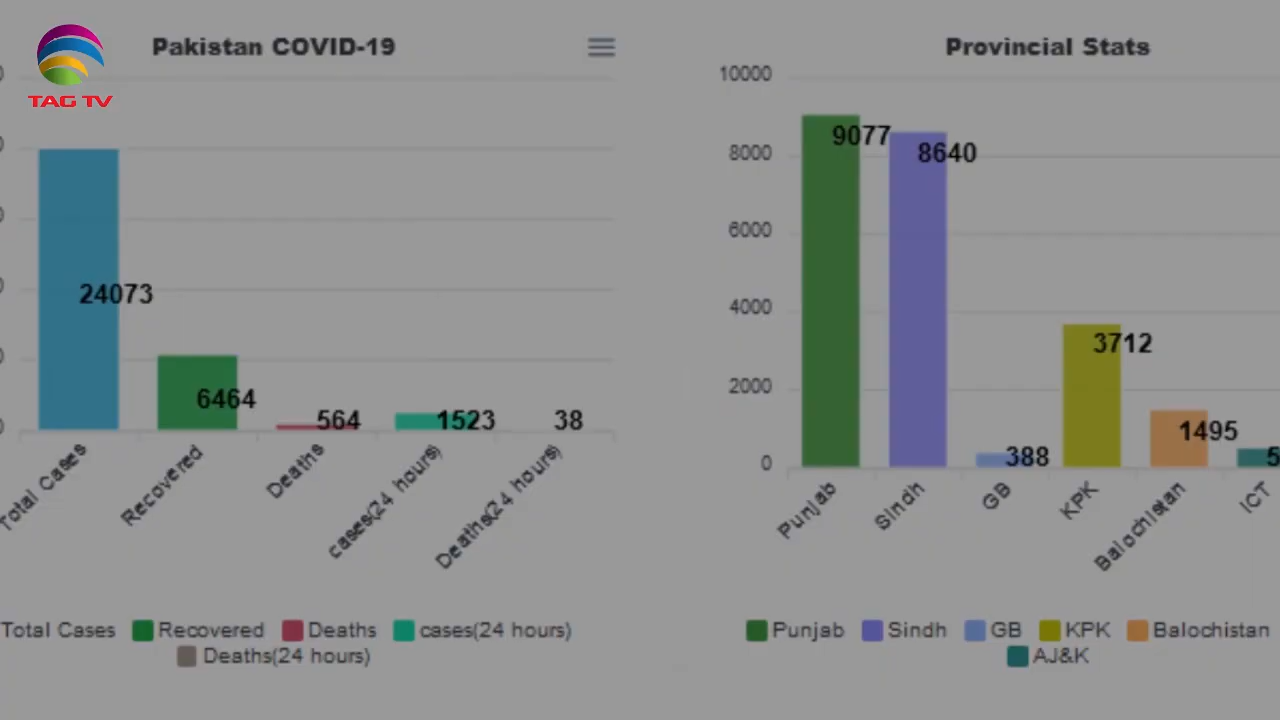 TAG TV
Pakistan COVID-19
24073
6464
564
1523
38
Total Cases
Recovered
Deaths
cases(24 hours)
Deaths(24 hours)
Total Cases Recovered Deaths cases(24 hours)
Deaths(24 hours)
Provincial Stats
10000
8000
6000
4000
2000
0
9077
8640
388
3712
1495
5
Punjab
Sindh
GB
KPK
Balochistan
ICT
Punjab Sindh GB KPK Balochistan
AJ&K